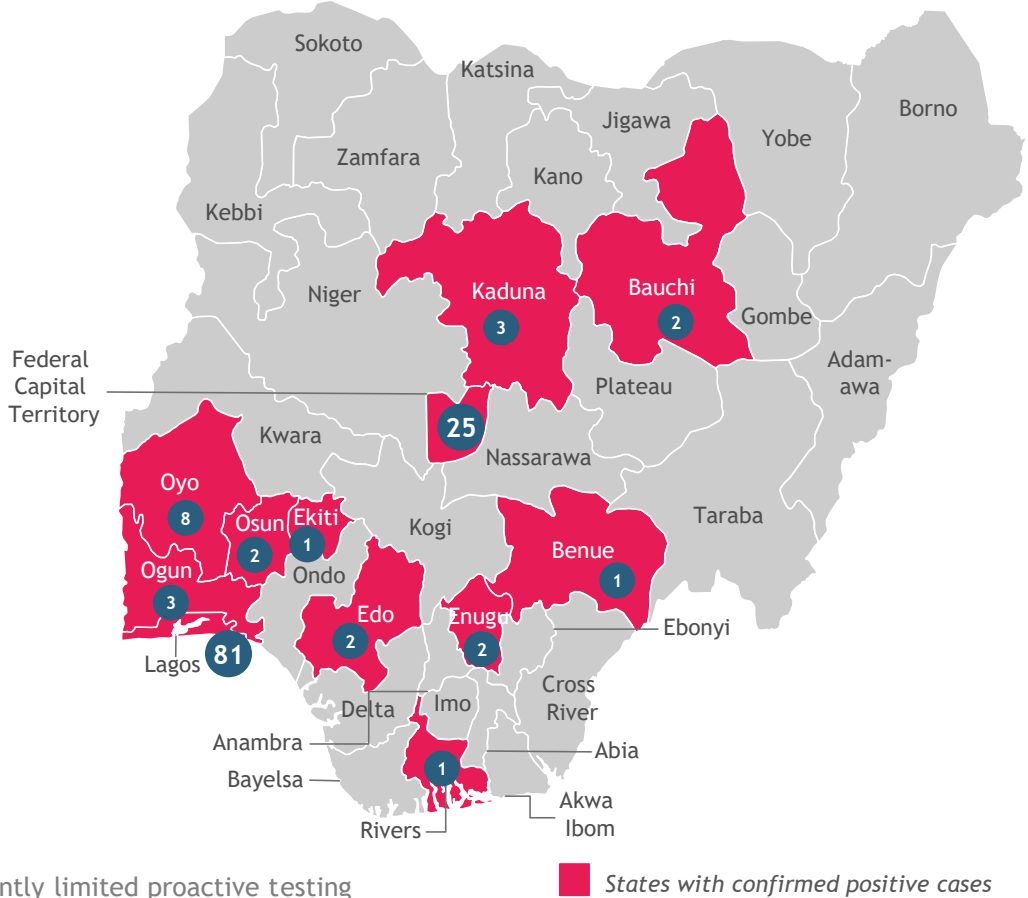 Sokoto
Katsina
Borno
Jigawa
Yobe
Zamfara
Kano
Kebbi
Niger
Kaduna
3
Bauchi
2
Gombe
Federal
Capital
Territory
Adam-
awa
Plateau
25
Kwara
Nassarawa
Oyo
8
Osun
2
Ekiti
1
Kogi
Taraba
Benue
1
Ogun
3
Ondo
Edo
2
Enugu
2
Ebonyi
Lagos
81
Cross
River
Delta
Imo
Anambra
Abia
Bayelsa
1
Akwa
Ibom
Rivers
ntly limited proactive testing
States with confirmed positive cases